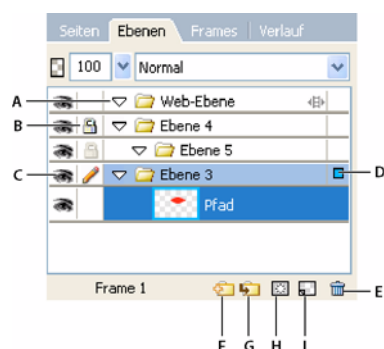 Seiten Ebenen Frames Verlauf
100 Normal
A Web-Ebene
B Ebene 4
Ebene 5
C Ebene 3 D
Pfad
Frame 1 E
F G H I